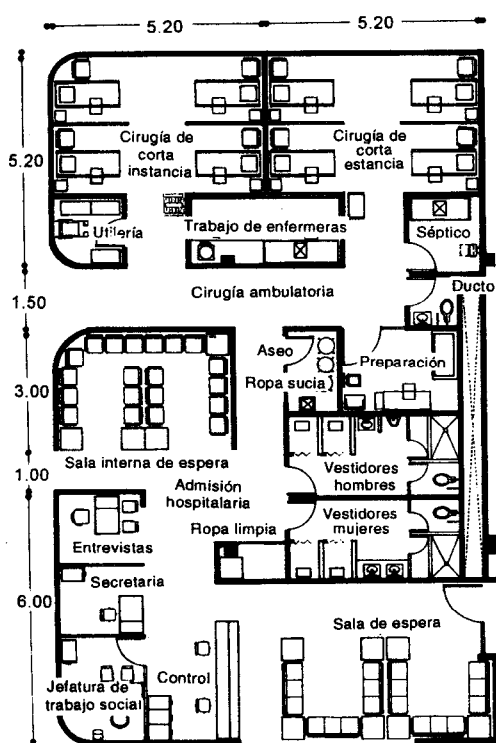 5.20
5.20
Cirugía de
corta
instancia
Cirugía de
corta
estancia
5.20
Utilería
Trabajo de enfermeras
Séptico
1.50
Cirugía ambulatoria
Ducto
Aseo
Preparación
Ropa sucia
3.00
Sala interna de espera
1.00
Admisión
hospitalaria
Vestidores
hombres
Ropa limpia
Vestidores
mujeres
Entrevistas
Secretaria
6.00
Sala de espera
Control
Jefatura de
trabajo social